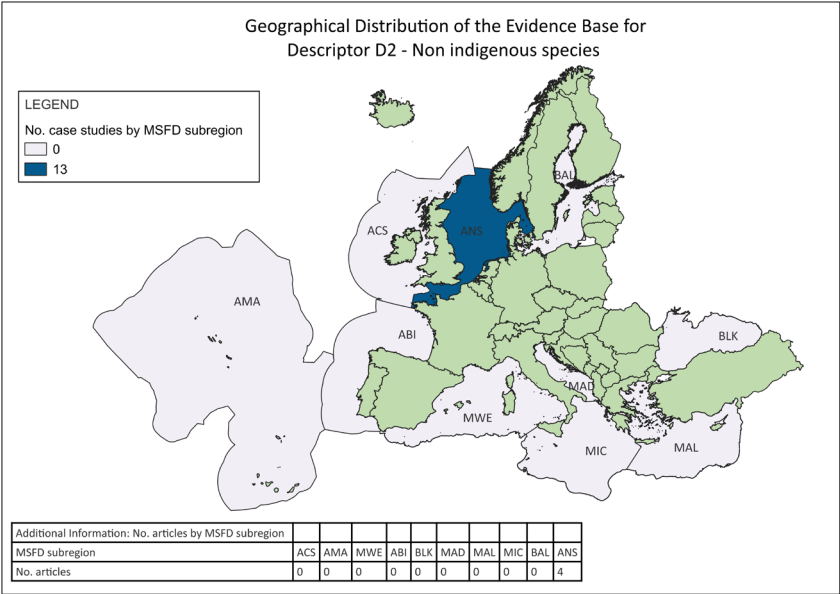 Geographical Distribution of the Evidence Base for
Descriptor D2 - Non indigenous species
LEGEND
No. case studies by MSFD subregion
0
13
BAL
ACS
ANS
AMA
ABI
BLK
MAD
MWE
MIC
MAL
Additional Information: No. articles by MSFD subregion
MSFD subregion ACS AMA MWE ABI BLK MAD MAL MIC BAL ANS
No. articles 0 0 0 0 0 0 0 0 0 4